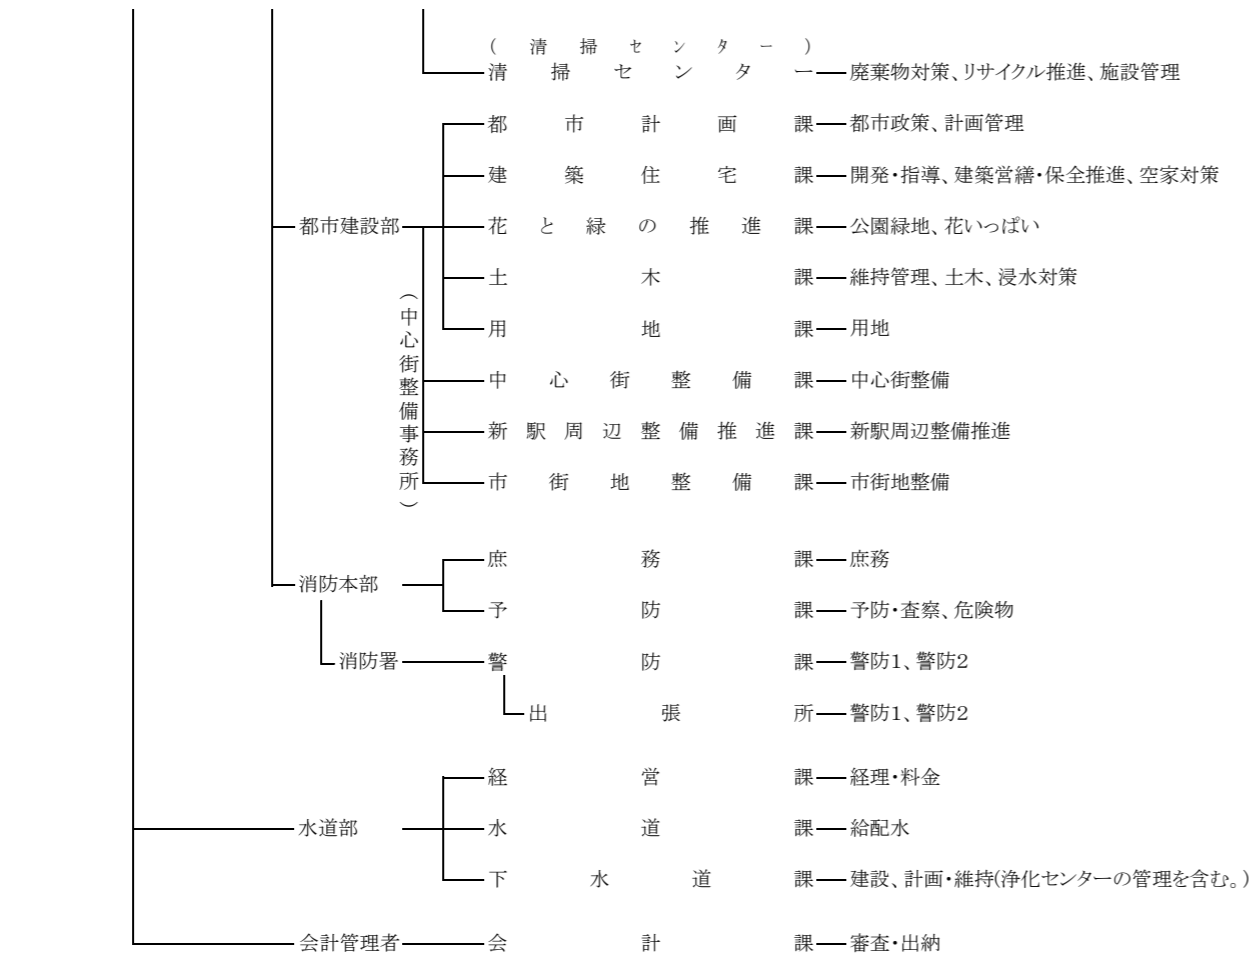 (清掃センター)
清掃センター 廃棄物対策、リサイクル推進、施設管理
都市計画課 都市政策、計画管理
建築住宅課 開発・指導、建築営繕・保全推進、空家対策
都市建設部 花と緑の推進課 公園緑地、花いっぱい
土木課 維持管理、土木、浸水対策
用地課 用地
(中心街整備事務所)
中心街整備課 中心街整備
新駅周辺整備推進課 新駅周辺整備推進
市街地整備課 市街地整備
庶務課 庶務
消防本部
予防課 予防・査察、危険物
消防署 警防課 警防1、警防2
出張所 警防1、警防2
経営課 経理・料金
水道部 水道課 給配水
下水道課 建設、計画・維持(浄化センターの管理を含む。)
会計管理者 会計課 審査・出納